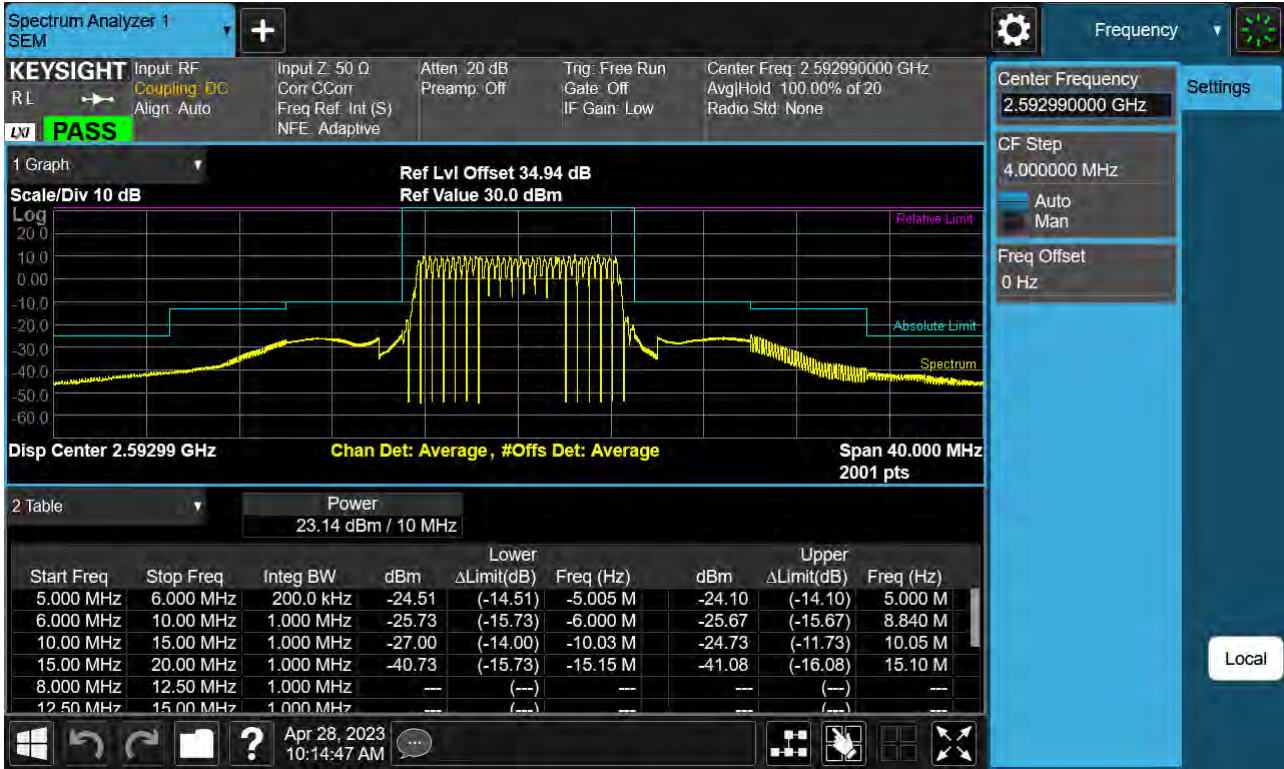 Spectrum Analyzer 1
SEM
Frequency
KEYSIGHT
R L
LXI
PASS
Input: RF
Coupling: DC
Align: Auto
Input Z: 50 Ω
Corr CCorr
Freq Ref: Int (S)
NFE: Adaptive
Atten: 20 dB
Preamp: Off
Trig: Free Run
Gate: Off
IF Gain: Low
Center Freq: 2.592990000 GHz
Avg|Hold: 100.00% of 20
Radio Std: None
Center Frequency
2.592990000 GHz
Settings
CF Step
4.000000 MHz
Auto
Man
Freq Offset
0 Hz
Local
1 Graph
Scale/Div 10 dB
Ref Lvl Offset 34.94 dB
Ref Value 30.0 dBm
Log
20.0
10.0
0.00
-10.0
-20.0
-30.0
-40.0
-50.0
-60.0
Relative Limit
Absolute Limit
Spectrum
Disp Center 2.59299 GHz
Chan Det: Average, #Offs Det: Average
Span 40.000 MHz
2001 pts
2 Table
Power
23.14 dBm / 10 MHz
Lower Upper
Start Freq Stop Freq Integ BW dBm ΔLimit(dB) Freq (Hz) dBm ΔLimit(dB) Freq (Hz)
5.000 MHz 6.000 MHz 200.0 kHz -24.51 (-14.51) -5.005 M -24.10 (-14.10) 5.000 M
6.000 MHz 10.00 MHz 1.000 MHz -25.73 (-15.73) -6.000 M -25.67 (-15.67) 8.840 M
10.00 MHz 15.00 MHz 1.000 MHz -27.00 (-14.00) -10.03 M -24.73 (-11.73) 10.05 M
15.00 MHz 20.00 MHz 1.000 MHz -40.73 (-15.73) -15.15 M -41.08 (-16.08) 15.10 M
8.000 MHz 12.50 MHz 1.000 MHz --- (---) --- --- (---) ---
12.50 MHz 15.00 MHz 1.000 MHz --- (---) --- --- (---) ---
?
Apr 28, 2023
10:14:47 AM